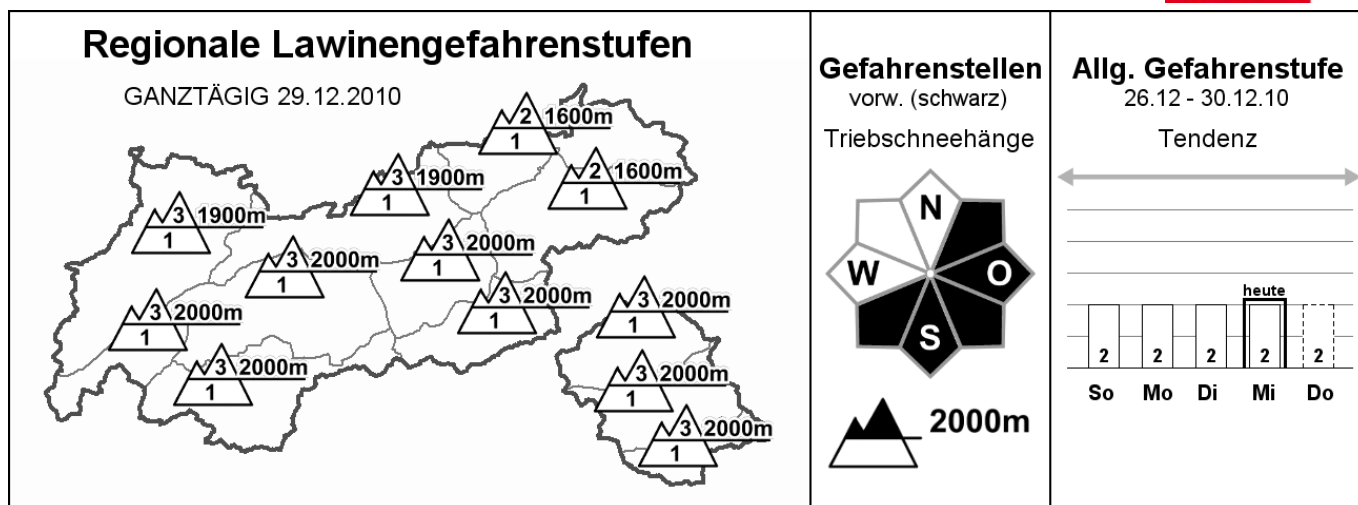 Regionale Lawinengefahrenstufen
GANZTÄGIG 29.12.2010
2 1600m
1
3 1900m
1
2 1600m
1
3 1900m
1
3 2000m
1
3 2000m
1
3 2000m
1
3 2000m
1
3 2000m
1
3 2000m
1
3 2000m
1
3 2000m
1
Gefahrenstellen
vorw. (schwarz)
Triebschneehänge
N
W O
S
2000m
Allg. Gefahrenstufe
26.12 - 30.12.10
Tendenz
heute
2 2 2 2 2
So Mo Di Mi Do